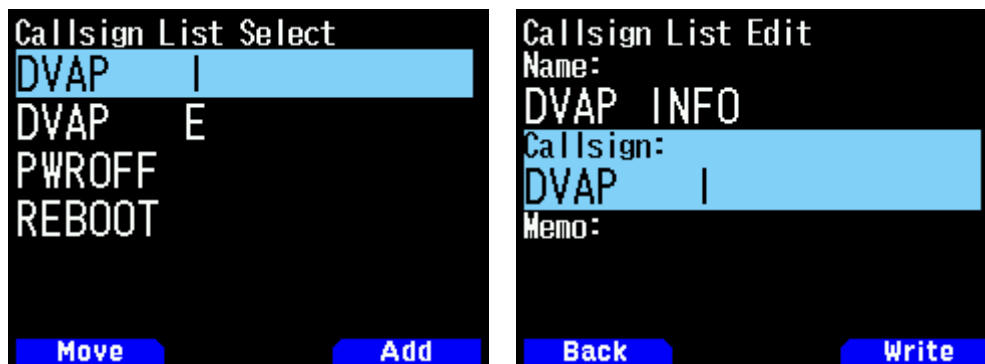 Callsign List Select
DVAP    I
DVAP    E
PWROFF
REBOOT
Move
Add
Callsign List Edit
Name:
DVAP INFO
Callsign:
DVAP    I
Memo:
Back
Write